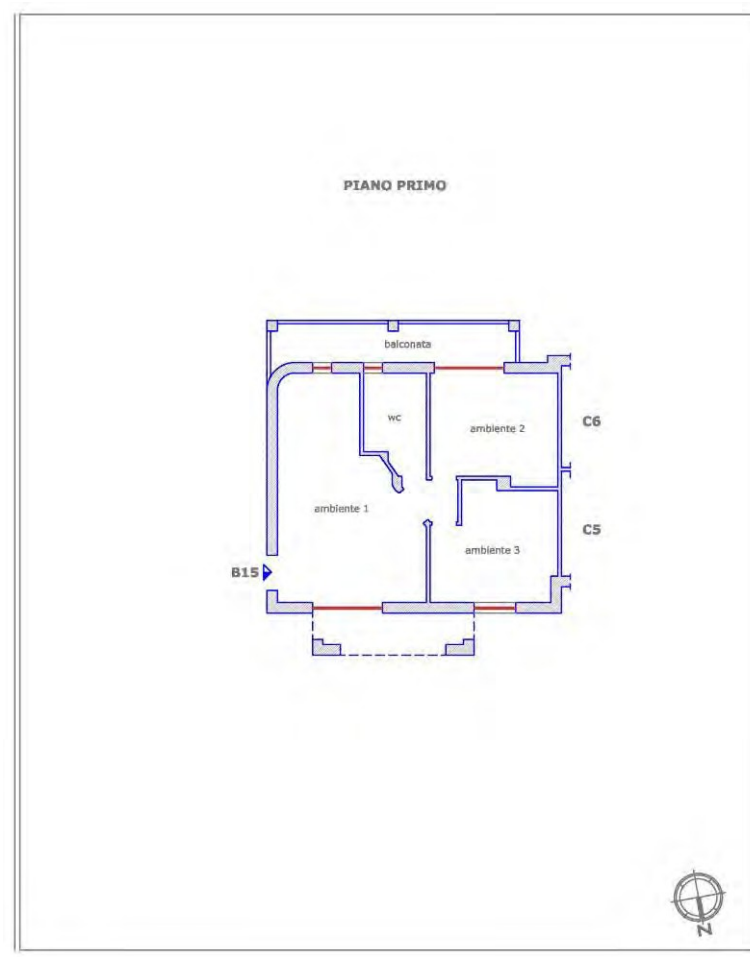 PIANO PRIMO
balconata
wc
ambiente 2
C6
ambiente 1
C5
ambiente 3
B15
N